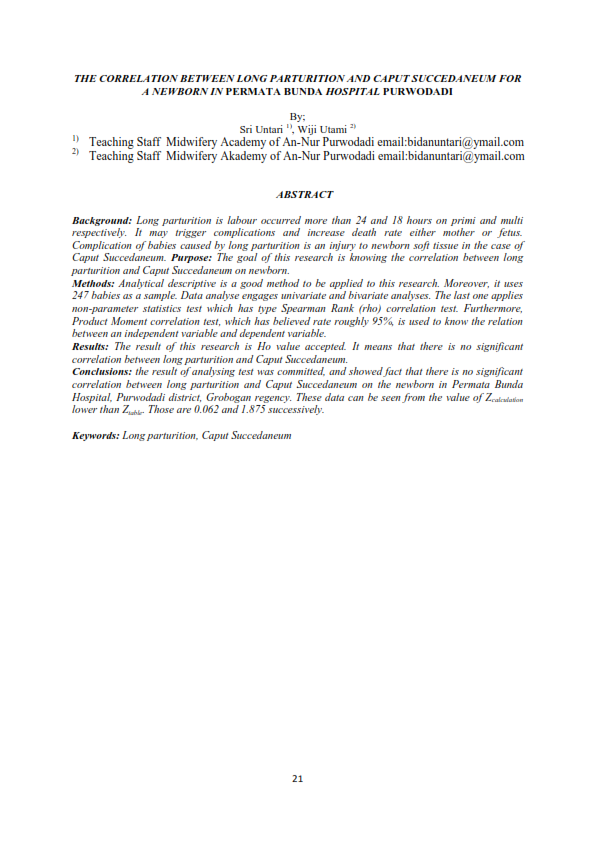 THE CORRELATION BETWEEN LONG PARTURITION AND CAPUT SUCCEDANEUM FOR
A NEWBORN IN PERMATA BUNDA HOSPITAL PURWODADI
By;
Sri Untari 1), Wiji Utami 2)
1) Teaching Staff Midwifery Academy of An-Nur Purwodadi email:bidanuntari@ymail.com
2) Teaching Staff Midwifery Akademy of An-Nur Purwodadi email:bidanuntari@ymail.com
ABSTRACT
Background: Long parturition is labour occurred more than 24 and 18 hours on primi and multi
respectively. It may trigger complications and increase death rate either mother or fetus.
Complication of babies caused by long parturition is an injury to newborn soft tissue in the case of
Caput Succedaneum. Purpose: The goal of this research is knowing the correlation between long
parturition and Caput Succedaneum on newborn.
Methods: Analytical descriptive is a good method to be applied to this research. Moreover, it uses
247 babies as a sample. Data analyse engages univariate and bivariate analyses. The last one applies
non-parameter statistics test which has type Spearman Rank (rho) correlation test. Furthermore,
Product Moment correlation test, which has believed rate roughly 95%, is used to know the relation
between an independent variable and dependent variable.
Results: The result of this research is Ho value accepted. It means that there is no significant
correlation between long parturition and Caput Succedaneum.
Conclusions: the result of analysing test was committed, and showed fact that there is no significant
correlation between long parturition and Caput Succedaneum on the newborn in Permata Bunda
Hospital, Purwodadi district, Grobogan regency. These data can be seen from the value of Zcalculation
lower than Ztable. Those are 0.062 and 1.875 successively.
Keywords: Long parturition, Caput Succedaneum
21